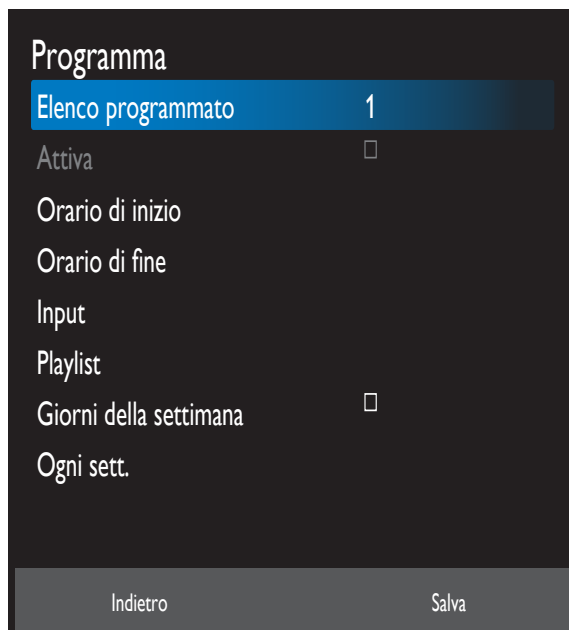 Programma
Elenco programmato 1
Attiva
Orario di inizio
Orario di fine
Input
Playlist
Giorni della settimana
Ogni sett.
Indietro Salva